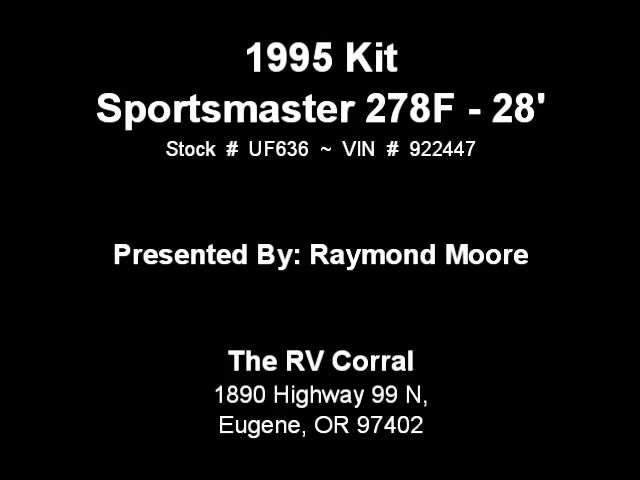 1995 Kit
Sportsmaster 278F - 28'
Stock # UF636 ~ VIN # 922447
Presented By: Raymond Moore
The RV Corral
1890 Highway 99 N,
Eugene, OR 97402